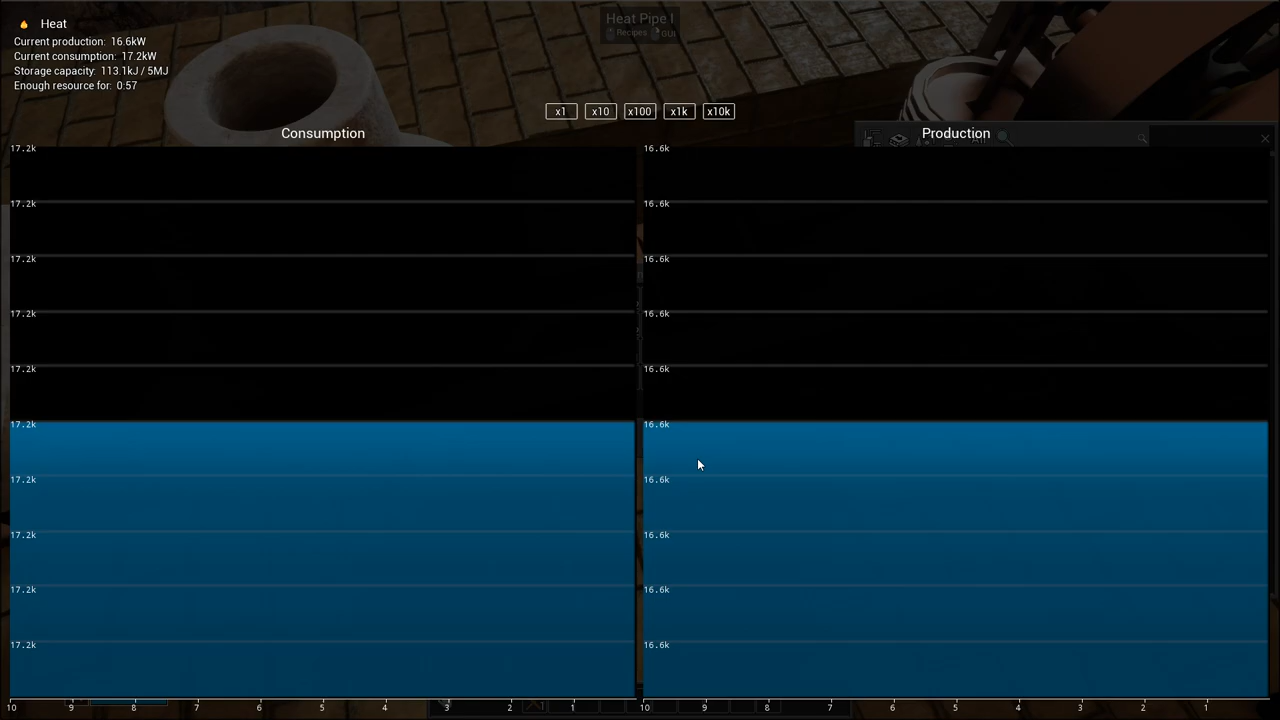 Heat
Current production: 16.6kW
Current consumption: 17.2kW
Storage capacity: 113.1kJ / 5MJ
Enough resource for: 0:57
Heat Pipe I
Recipes GUI
x1 x10 x100 x1k x10k
Consumption
17.2k
17.2k
17.2k
17.2k
17.2k
17.2k
17.2k
17.2k
17.2k
17.2k
10 9 8 7 6 5 4 3 2 1
Production
16.6k
16.6k
16.6k
16.6k
16.6k
16.6k
16.6k
16.6k
16.6k
16.6k
10 9 8 7 6 5 4 3 2 1